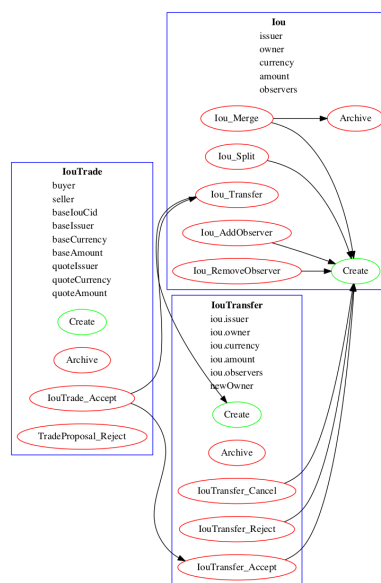 Iou
issuer
owner
currency
amount
observers
Iou_Merge
Archive
Iou_Split
Iou_Transfer
Iou_AddObserver
Iou_RemoveObserver
Create
IouTrade
buyer
seller
baseIouCid
baseIssuer
baseCurrency
baseAmount
quoteIssuer
quoteCurrency
quoteAmount
Create
Archive
IouTrade_Accept
TradeProposal_Reject
IouTransfer
iou.issuer
iou.owner
iou.currency
iou.amount
iou.observers
newOwner
Create
Archive
IouTransfer_Cancel
IouTransfer_Reject
IouTransfer_Accept